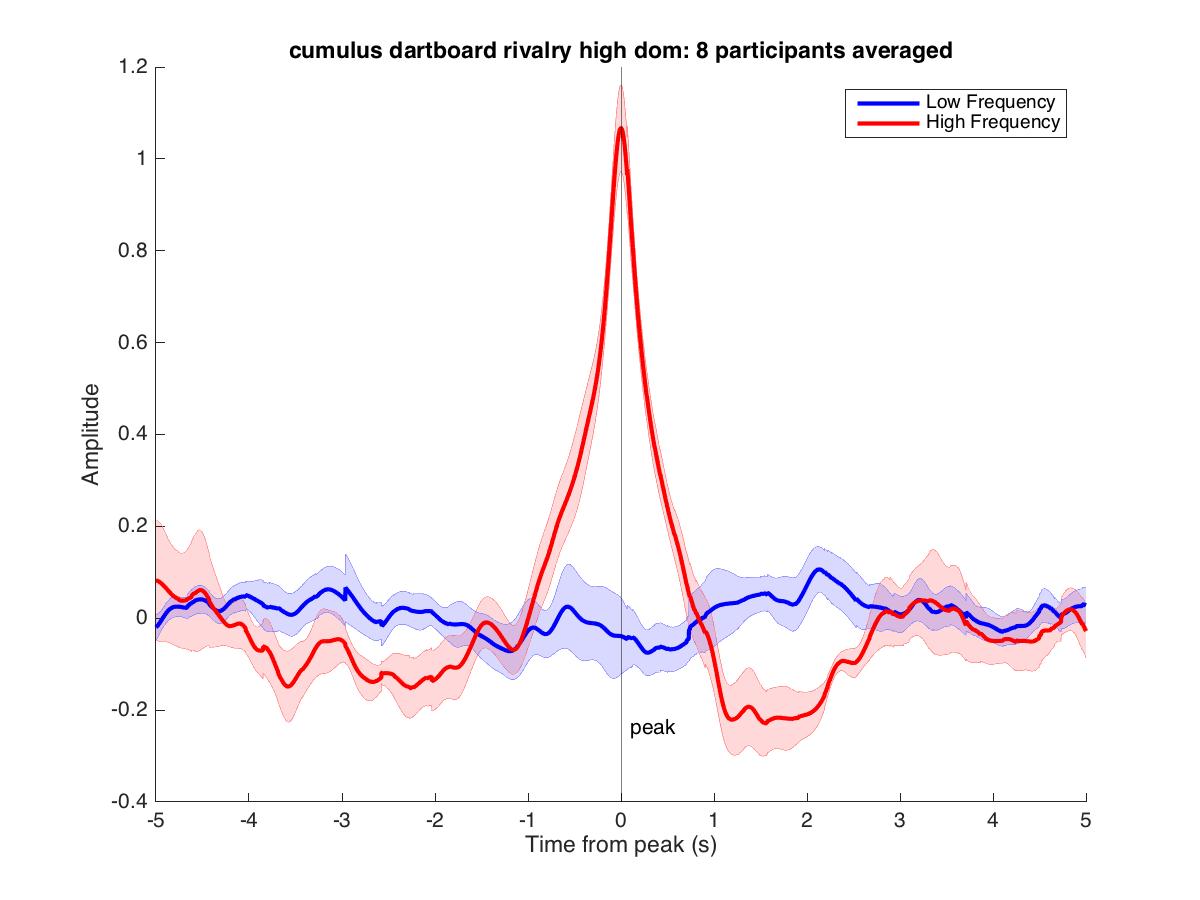 cumulus dartboard rivalry high dom: 8 participants averaged
1.2
1
0.8
0.6
0.4
0.2
0
-0.2
-0.4
Amplitude
Low Frequency
High Frequency
peak
-5 -4 -3 -2 -1 0 1 2 3 4 5
Time from peak (s)